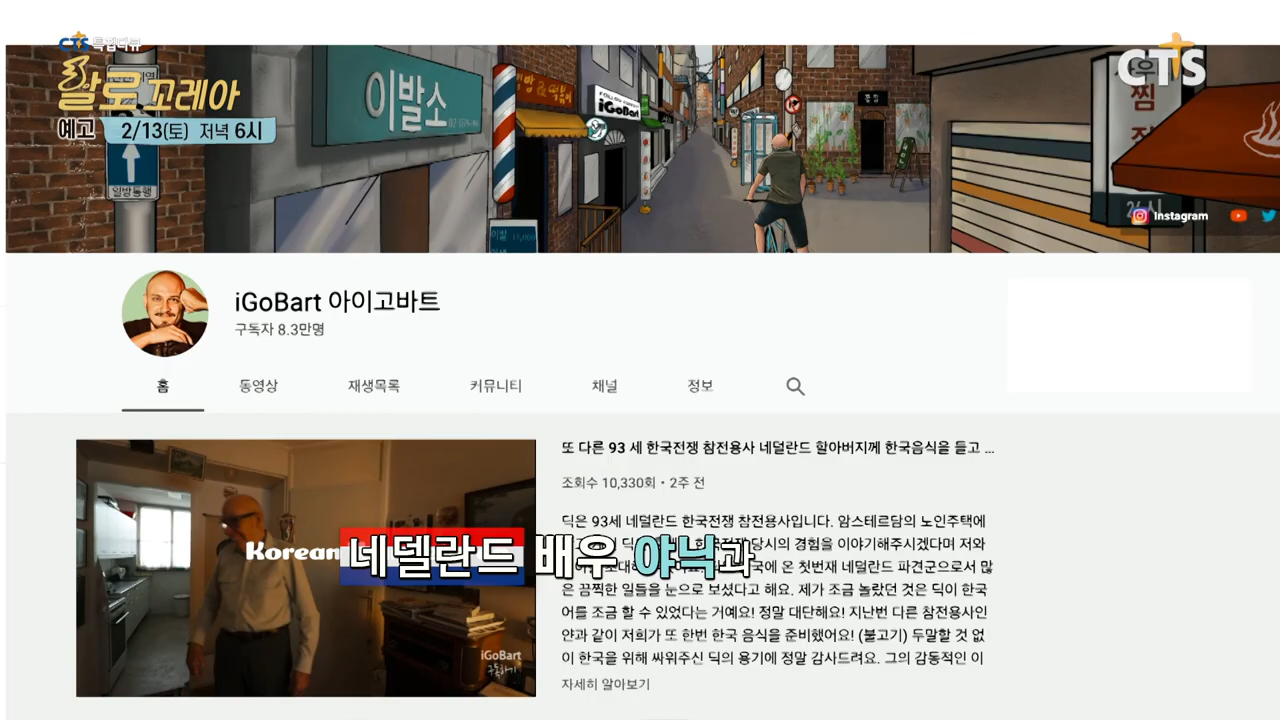 CTS 특집다큐
할로 꼬레아
예고 2/13(토) 저녁 6시
CTS
이발소
iGoBart
일방통행
24시
Instagram
iGoBart 아이고바트
구독자 8.3만명
홈 동영상 재생목록 커뮤니티 채널 정보
또 다른 93 세 한국전쟁 참전용사 네덜란드 할아버지께 한국음식을 들고 ...
조회수 10,330회 • 2주 전
딕은 93세 네덜란드 한국전쟁 참전용사입니다. 암스테르담의 노인주택에
당시의 경험을 이야기해주시겠다며 저와
Korean
네델란드 배우 야닉과
온 첫번재 네덜란드 파견군으로서 많
은 끔찍한 일들을 눈으로 보셨다고 해요. 제가 조금 놀랐던 것은 딕이 한국
어를 조금 할 수 있었다는 거예요! 정말 대단해요! 지난번 다른 참전용사인
얀과 같이 저희가 또 한번 한국 음식을 준비했어요! (불고기) 두말할 것 없
이 한국을 위해 싸워주신 딕의 용기에 정말 감사드려요. 그의 감동적인 이
iGoBart
구독하기
자세히 알아보기